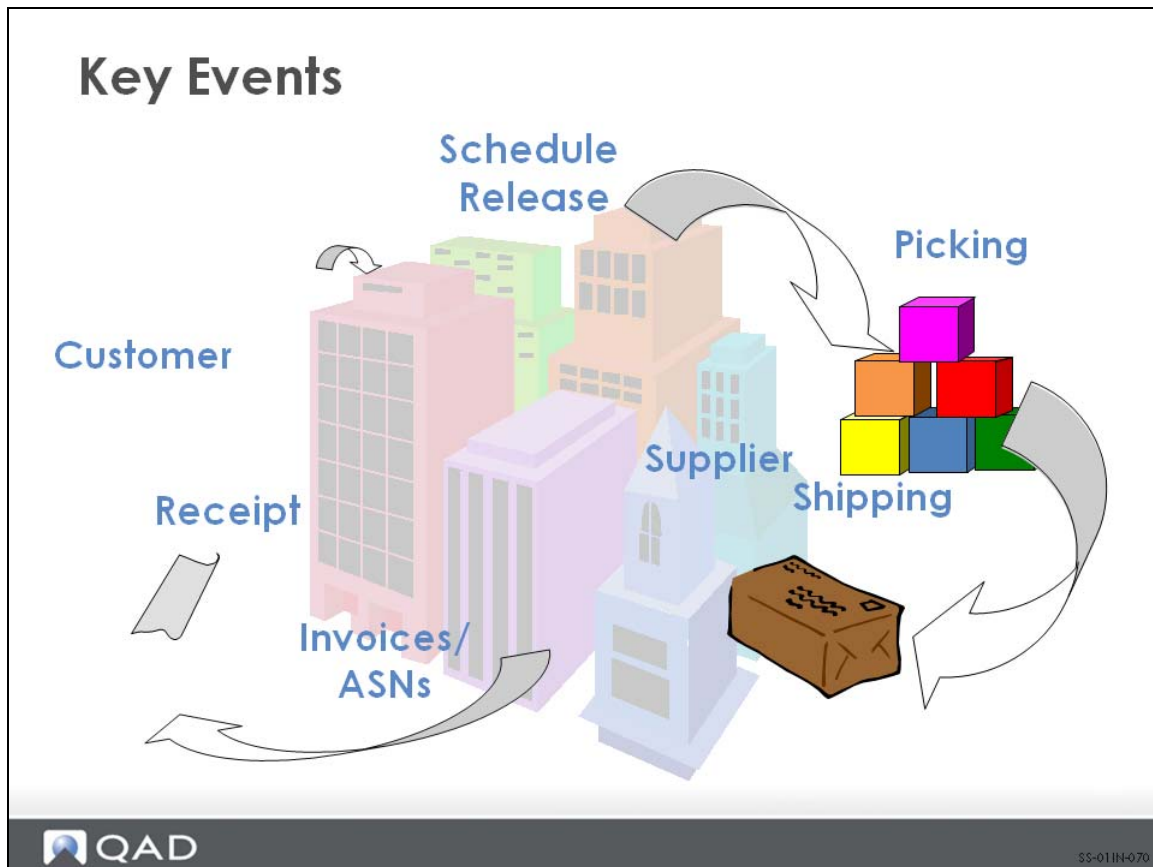 Key Events
Schedule
Release
Picking
Customer
Supplier
Shipping
Receipt
Invoices/
ASNs
QAD
SS-01IN-070